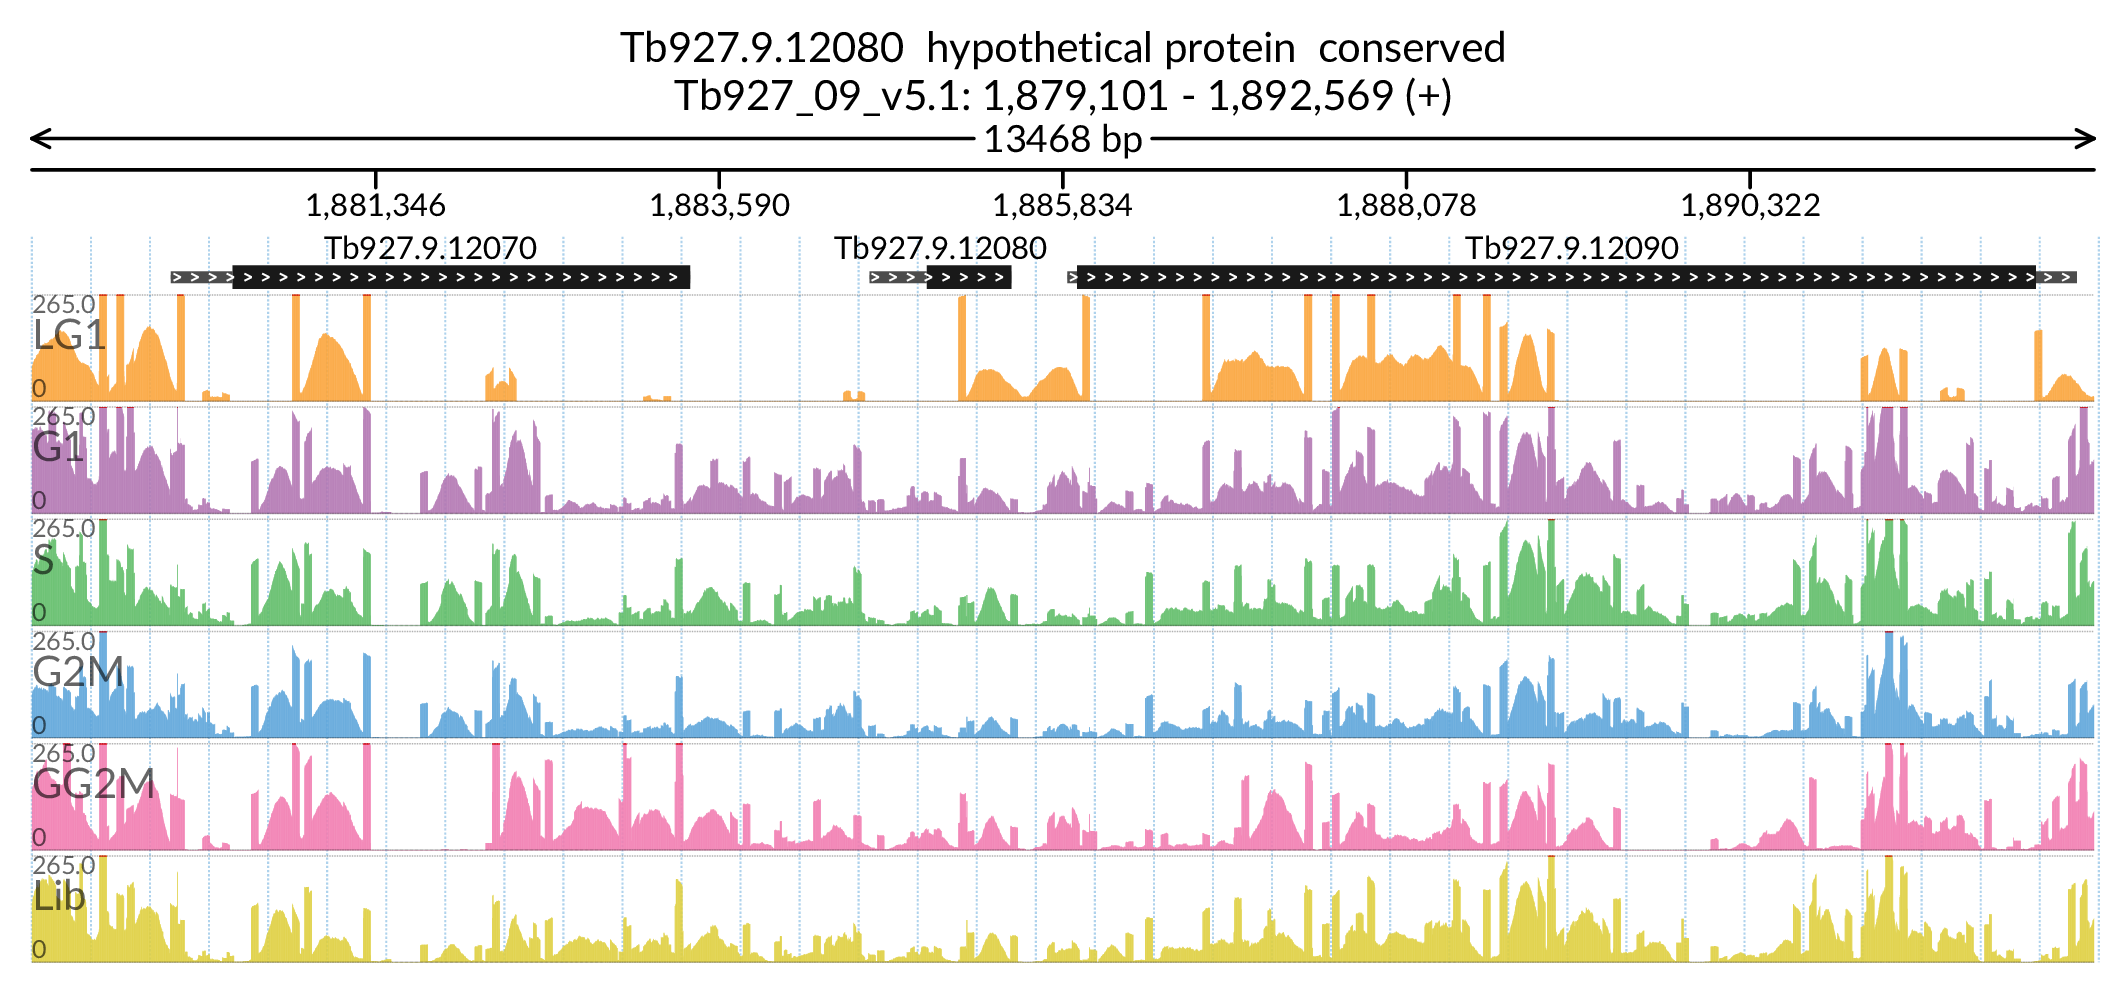 Tb927.9.12080  hypothetical protein  conserved
Tb927_09_v5.1: 1,879,101 - 1,892,569 (+)
13468 bp
1,881,346 1,883,590 1,885,834 1,888,078 1,890,322
Tb927.9.12070 Tb927.9.12080 Tb927.9.12090
265.0
LG1
0
265.0
G1
0
265.0
S
0
265.0
G2M
0
265.0
GG2M
0
265.0
Lib
0